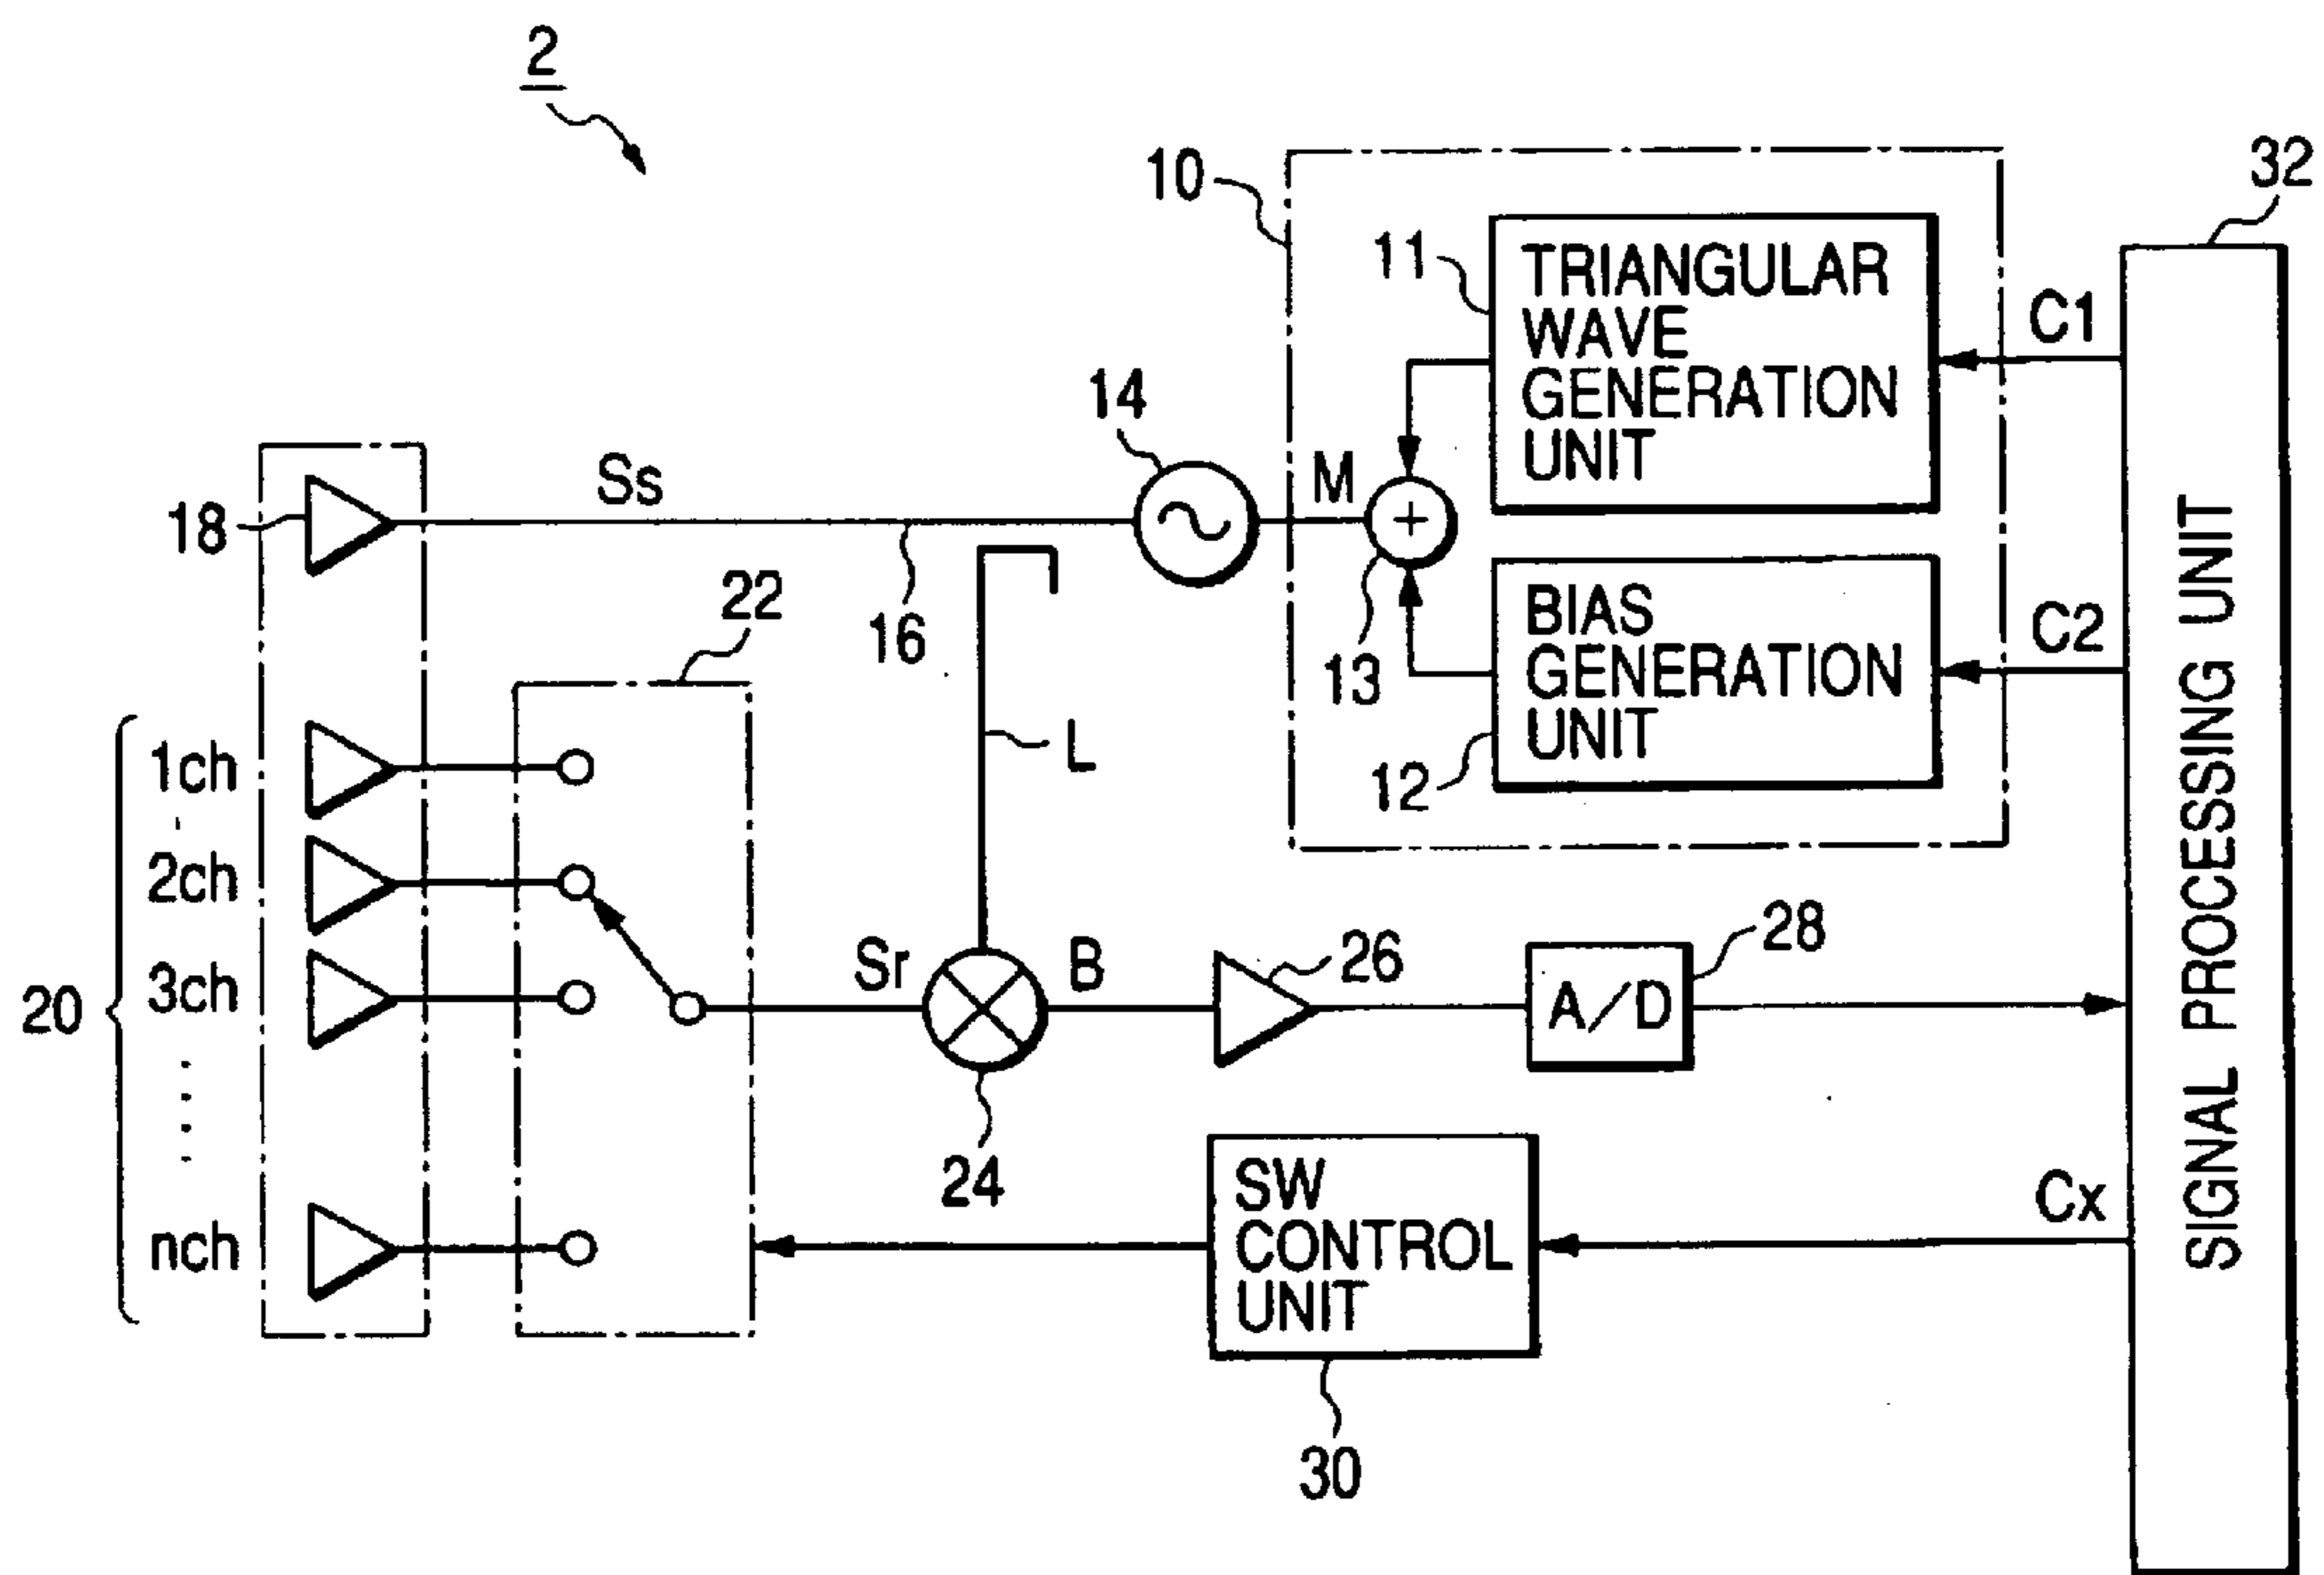 2
10
32
11
TRIANGULAR
WAVE
GENERATION
UNIT
C1
14
M
Ss
18
16
13
22
BIAS
GENERATION
UNIT
C2
12
L
SIGNAL PROCESSING UNIT
20
1ch
2ch
3ch
nch
Sr
B
26
28
A/D
24
SW
CONTROL
UNIT
Cx
30